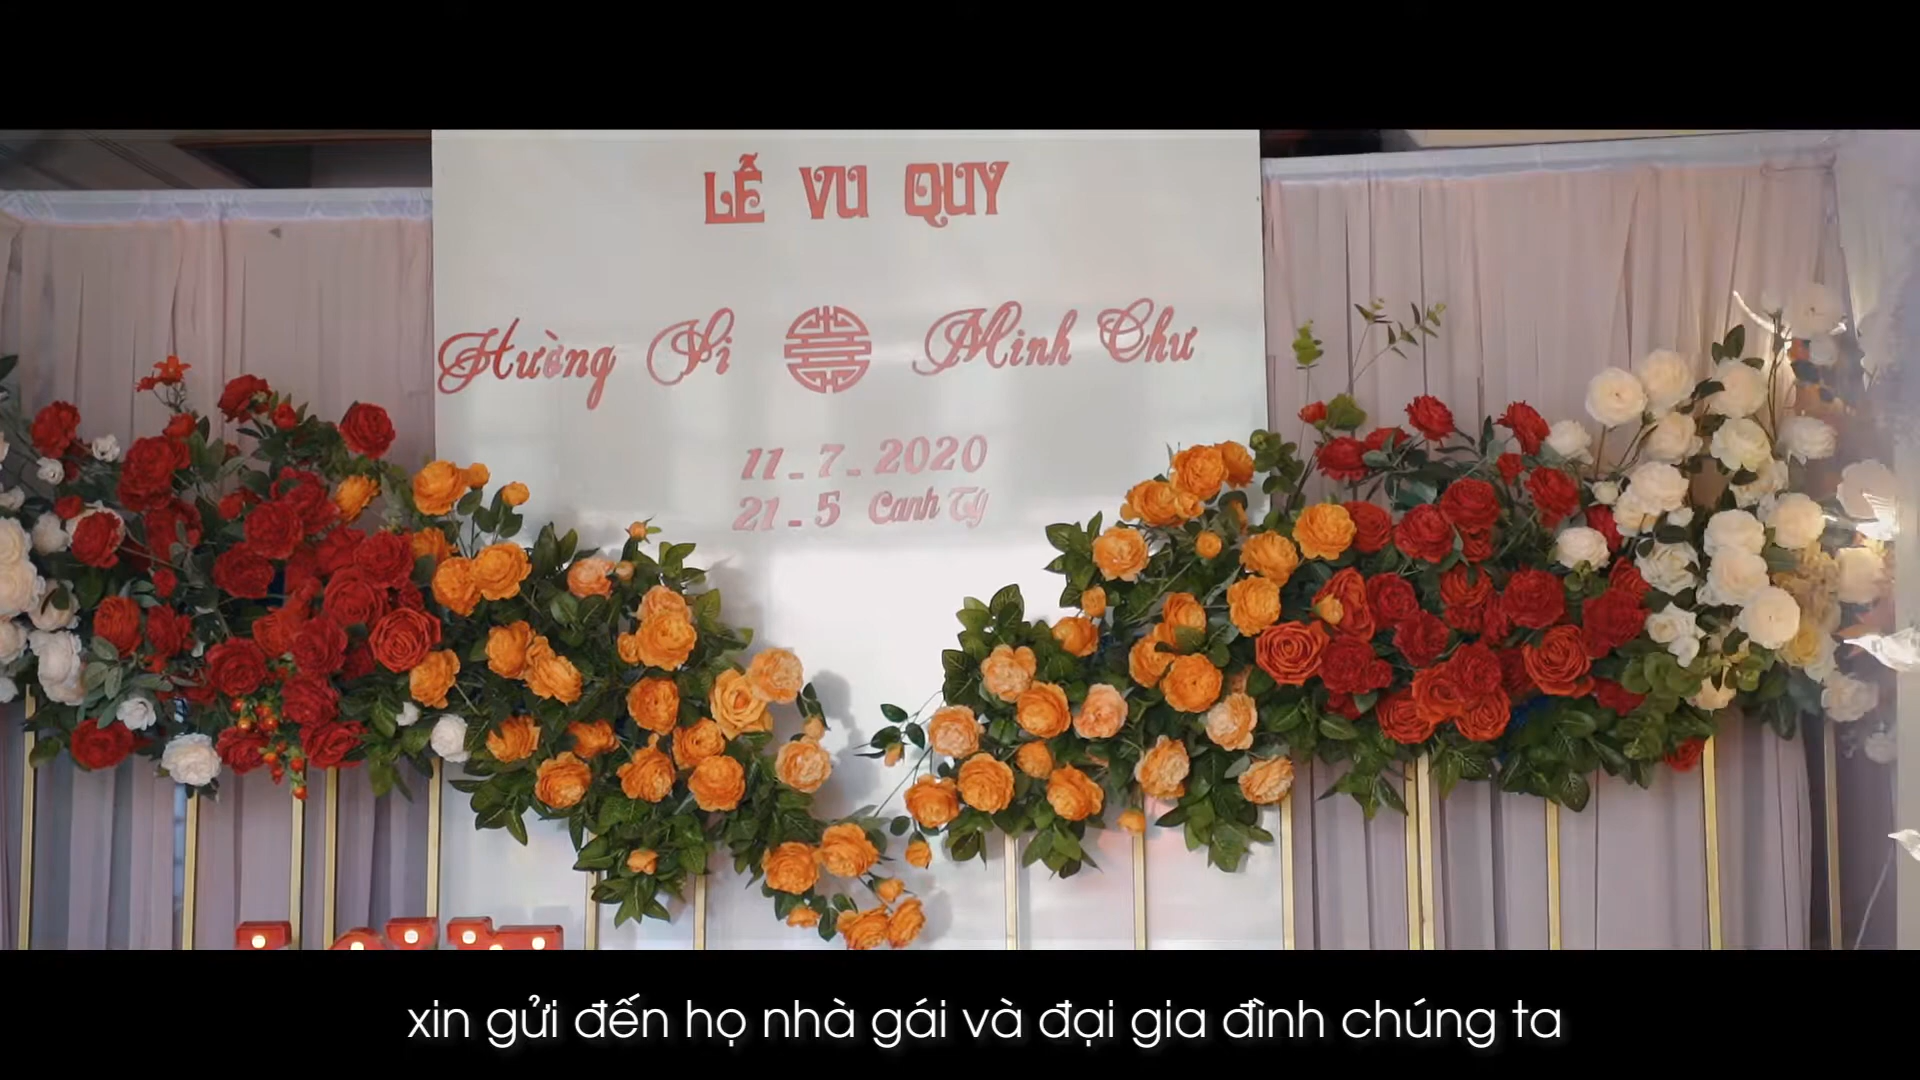 LỄ VU QUY
Hường Vi Minh Chư
11 - 7 - 2020
21 - 5 Canh Tý
xin gửi đến họ nhà gái và đại gia đình chúng ta